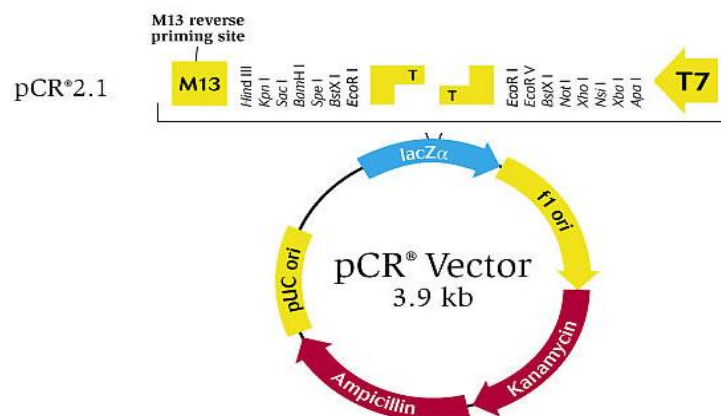 M13 reverse
priming site
pCR®2.1
M13
Hind III
Kpn I
Sac I
BamH I
Spe I
BstX I
EcoR I
T
T
EcoR I
EcoR V
BstX I
Not I
Xho I
Nsi I
Xba I
Apa I
T7
lacZα
f1 ori
pUC ori
pCR® Vector
3.9 kb
Kanamycin
Ampicillin